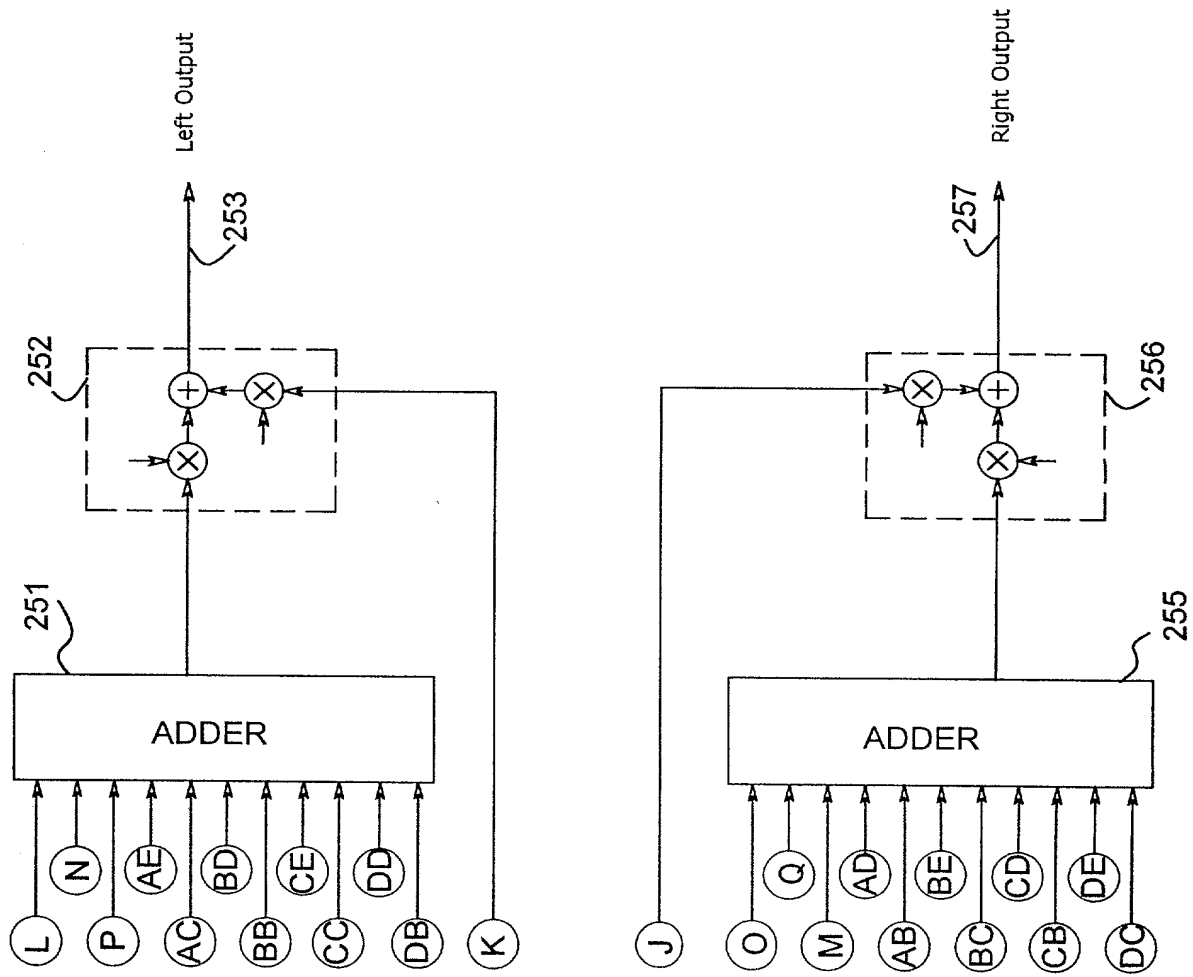 Left Output
253
252
251
ADDER
L
N
P
AE
AC
BD
BB
CE
CC
DD
DB
K
Right Output
257
256
255
ADDER
J
O
Q
M
AD
AB
BE
BC
CD
CB
DE
DC